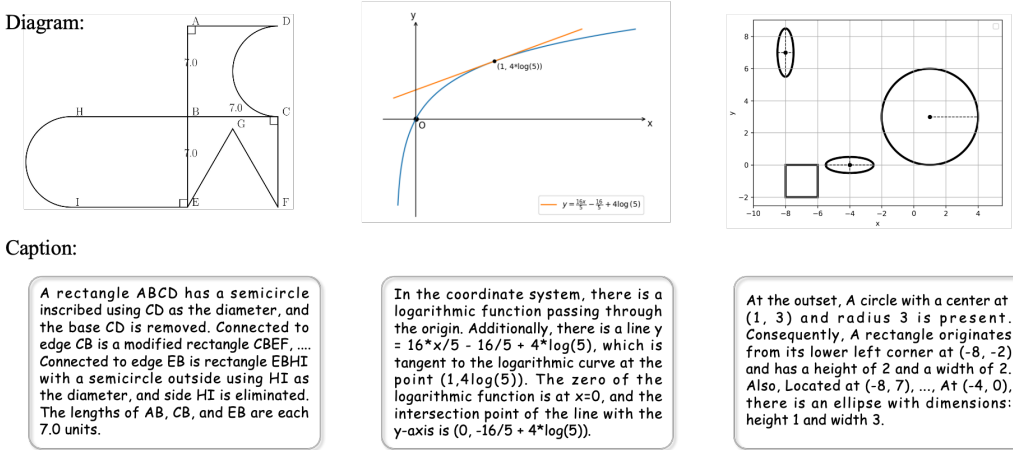 Diagram:
A
D
7.0
H
B
7.0
C
G
7.0
I
E
F
y
(1, 4*log(5))
O
x
y = 16x/5 − 16/5 + 4log(5)
8
6
4
2
0
−2
y
−10 −8 −6 −4 −2 0 2 4
x
Caption:
A rectangle ABCD has a semicircle
inscribed using CD as the diameter, and
the base CD is removed. Connected to
edge CB is a modified rectangle CBEF, ....
Connected to edge EB is rectangle EBHI
with a semicircle outside using HI as
the diameter, and side HI is eliminated.
The lengths of AB, CB, and EB are each
7.0 units.
In the coordinate system, there is a
logarithmic function passing through
the origin. Additionally, there is a line y
= 16*x/5 - 16/5 + 4*log(5), which is
tangent to the logarithmic curve at the
point (1,4log(5)). The zero of the
logarithmic function is at x=0, and the
intersection point of the line with the
y-axis is (0, -16/5 + 4*log(5)).
At the outset, A circle with a center at
(1, 3) and radius 3 is present.
Consequently, A rectangle originates
from its lower left corner at (-8, -2)
and has a height of 2 and a width of 2.
Also, Located at (-8, 7), ..., At (-4, 0),
there is an ellipse with dimensions:
height 1 and width 3.